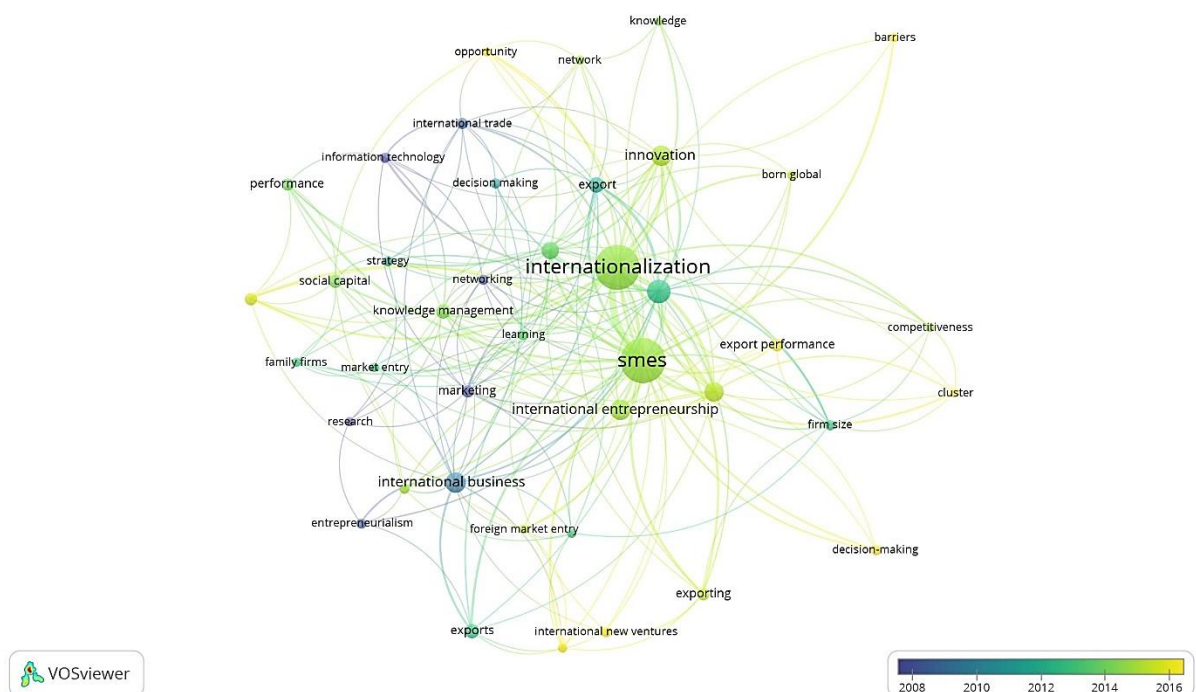 knowledge
barriers
opportunity
network
international trade
information technology
innovation
performance
decision making
export
born global
strategy
internationalization
social capital
networking
knowledge management
competitiveness
learning
export performance
family firms
market entry
smes
marketing
cluster
international entrepreneurship
research
firm size
international business
entrepreneurialism
foreign market entry
decision-making
exporting
exports
international new ventures
VOSviewer
2008 2010 2012 2014 2016